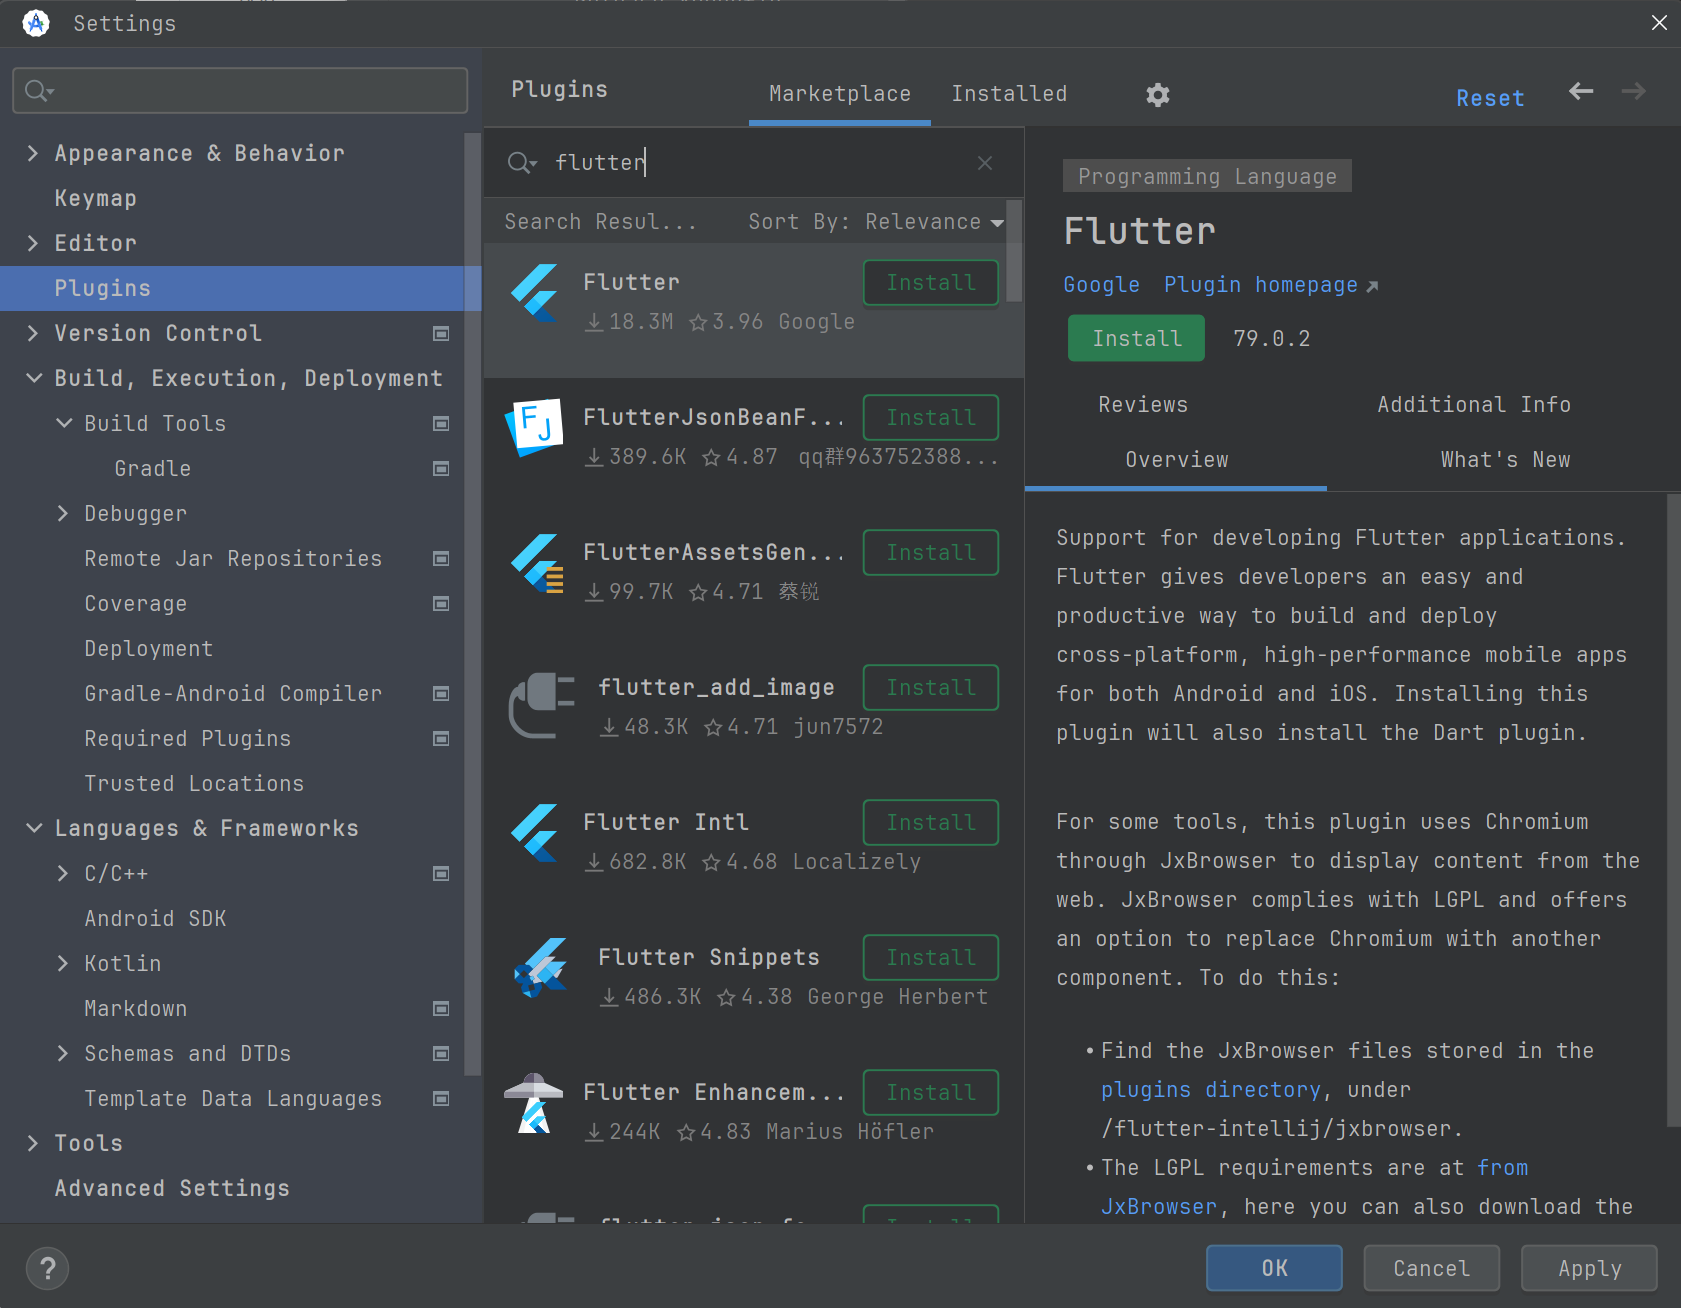 Settings
Appearance & Behavior
Keymap
Editor
Plugins
Version Control
Build, Execution, Deployment
Build Tools
Gradle
Debugger
Remote Jar Repositories
Coverage
Deployment
Gradle-Android Compiler
Required Plugins
Trusted Locations
Languages & Frameworks
C/C++
Android SDK
Kotlin
Markdown
Schemas and DTDs
Template Data Languages
Tools
Advanced Settings
?
Plugins
Marketplace Installed
Reset
flutter
Search Resul... Sort By: Relevance
Flutter Install
18.3M 3.96 Google
FJ
FlutterJsonBeanF... Install
389.6K 4.87 qq群963752388...
FlutterAssetsGen... Install
99.7K 4.71 蔡锐
flutter_add_image Install
48.3K 4.71 jun7572
Flutter Intl Install
682.8K 4.68 Localizely
Flutter Snippets Install
486.3K 4.38 George Herbert
Flutter Enhancem... Install
244K 4.83 Marius Höfler
Programming Language
Flutter
Google Plugin homepage
Install 79.0.2
Reviews Additional Info
Overview What's New
Support for developing Flutter applications.
Flutter gives developers an easy and
productive way to build and deploy
cross-platform, high-performance mobile apps
for both Android and iOS. Installing this
plugin will also install the Dart plugin.
For some tools, this plugin uses Chromium
through JxBrowser to display content from the
web. JxBrowser complies with LGPL and offers
an option to replace Chromium with another
component. To do this:
•Find the JxBrowser files stored in the
plugins directory, under
/flutter-intellij/jxbrowser.
•The LGPL requirements are at from
JxBrowser, here you can also download the
OK Cancel Apply